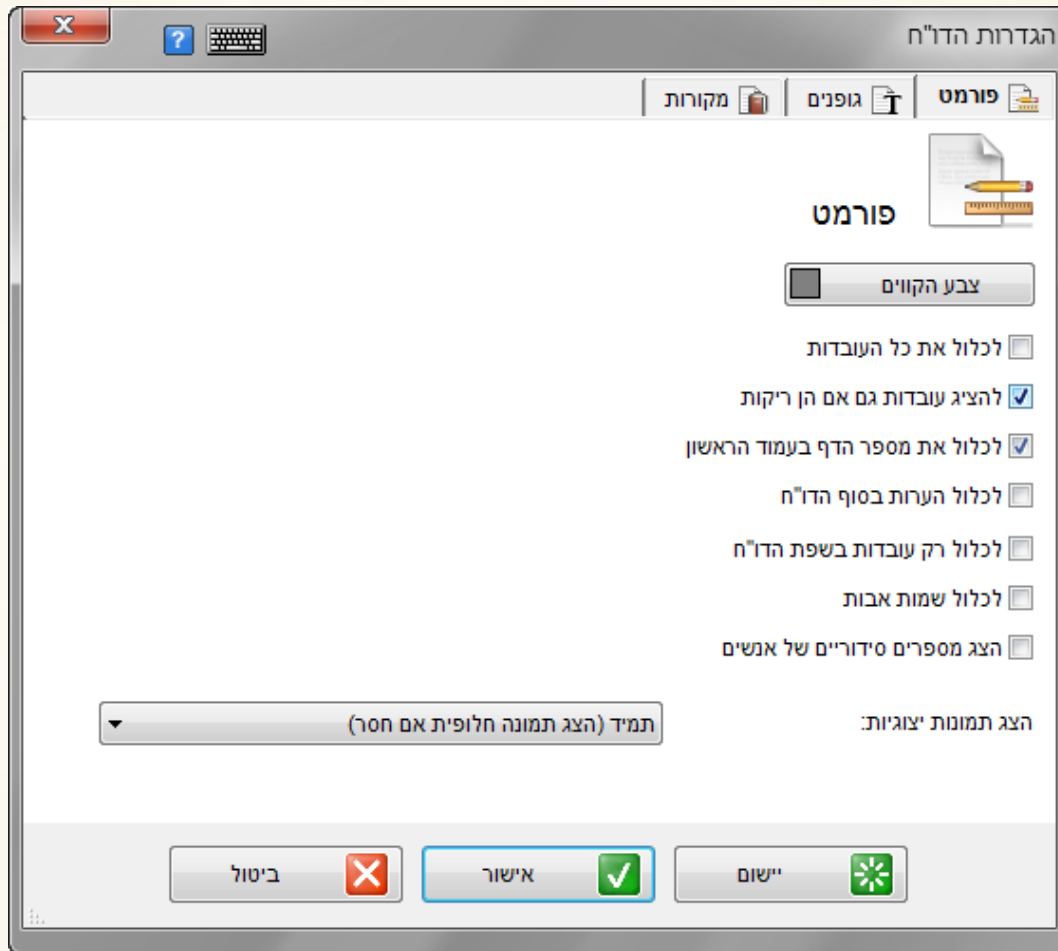 הגדרות הדו"ח
פורמט גופנים מקורות
פורמט
צבע הקווים
לכלול את כל העובדות
להציג עובדות גם אם הן ריקות
לכלול את מספר הדף בעמוד הראשון
לכלול הערות בסוף הדו"ח
לכלול רק עובדות בשפת הדו"ח
לכלול שמות אבות
הצג מספרים סידוריים של אנשים
הצג תמונות יצוגיות: תמיד (הצג תמונה חלופית אם חסר)
יישום אישור ביטול